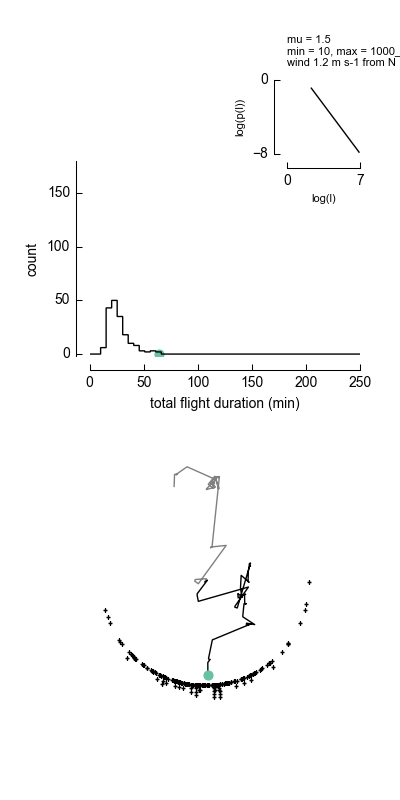 mu = 1.5
min = 10, max = 1000_
wind 1.2 m s-1 from N
0
−8
log(p(l))
0 7
log(l)
150
100
50
0
count
0 50 100 150 200 250
total flight duration (min)